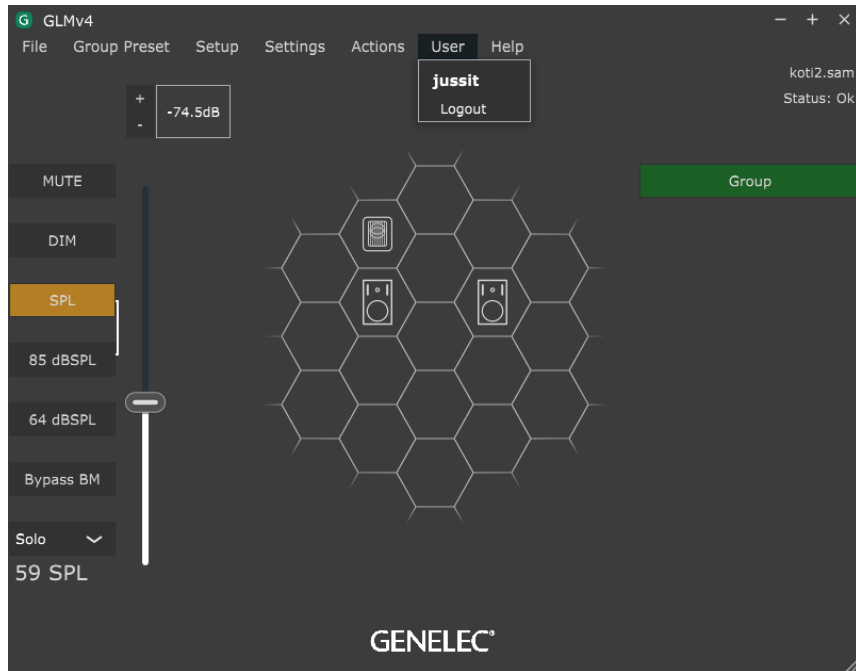 G GLMv4
File Group Preset Setup Settings Actions User Help
jussit
Logout
koti2.sam
Status: Ok
+
-
-74.5dB
MUTE
DIM
SPL
85 dBSPL
64 dBSPL
Bypass BM
Solo
59 SPL
Group
GENELEC®